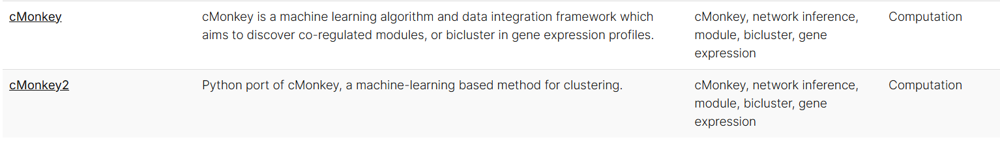 cMonkey
cMonkey is a machine learning algorithm and data integration framework which
aims to discover co-regulated modules, or bicluster in gene expression profiles.
cMonkey, network inference,
module, bicluster, gene
expression
Computation
cMonkey2
Python port of cMonkey, a machine-learning based method for clustering.
cMonkey, network inference,
module, bicluster, gene
expression
Computation